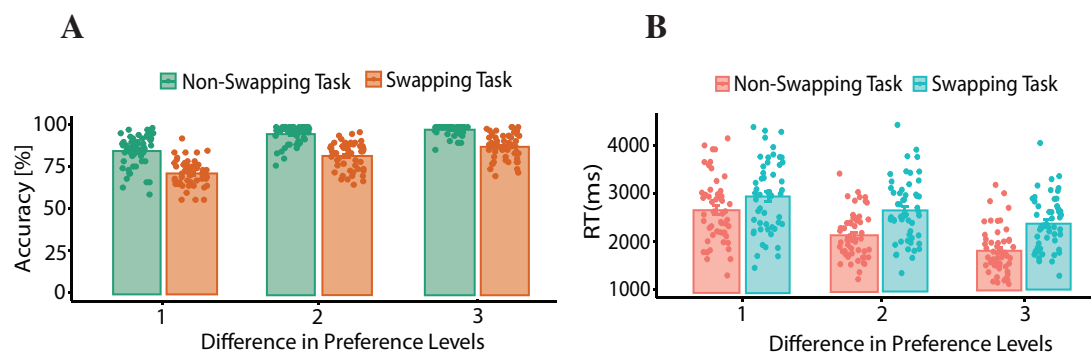 A
Non-Swapping Task Swapping Task
Accuracy [%]
100
75
50
25
0
1 2 3
Difference in Preference Levels
B
Non-Swapping Task Swapping Task
RT(ms)
4000
3000
2000
1000
1 2 3
Difference in Preference Levels